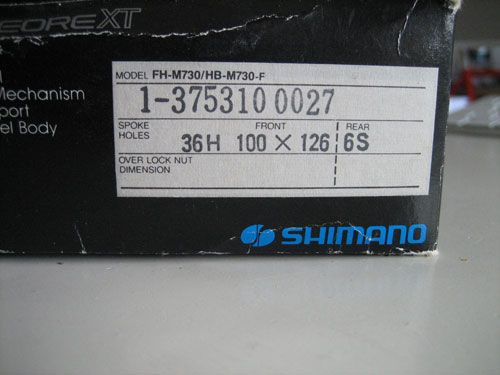 EORE XT
MODEL FH-M730/HB-M730-F
Mechanism
1-375310 0027
port
el Body
SPOKE HOLES
FRONT
REAR
36H 100 × 126 6S
OVER LOCK NUT
DIMENSION
SHIMANO